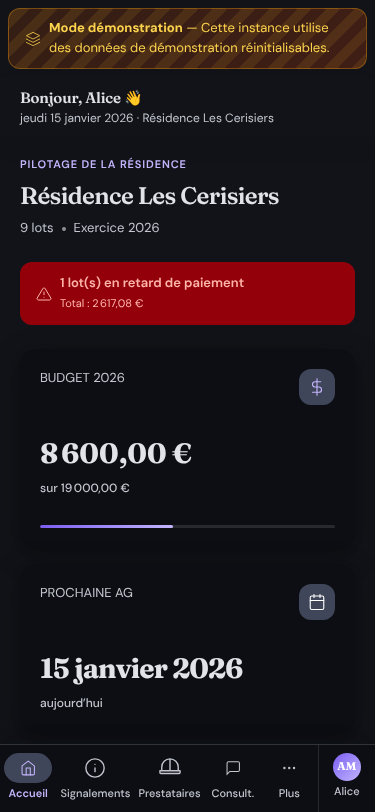 Mode démonstration — Cette instance utilise
des données de démonstration réinitialisables.
Bonjour, Alice 👋
jeudi 15 janvier 2026 · Résidence Les Cerisiers
PILOTAGE DE LA RÉSIDENCE
Résidence Les Cerisiers
9 lots • Exercice 2026
1 lot(s) en retard de paiement
Total : 2 617,08 €
BUDGET 2026
8 600,00 €
sur 19 000,00 €
PROCHAINE AG
15 janvier 2026
aujourd’hui
AM
Accueil Signalements Prestataires Consult. Plus Alice